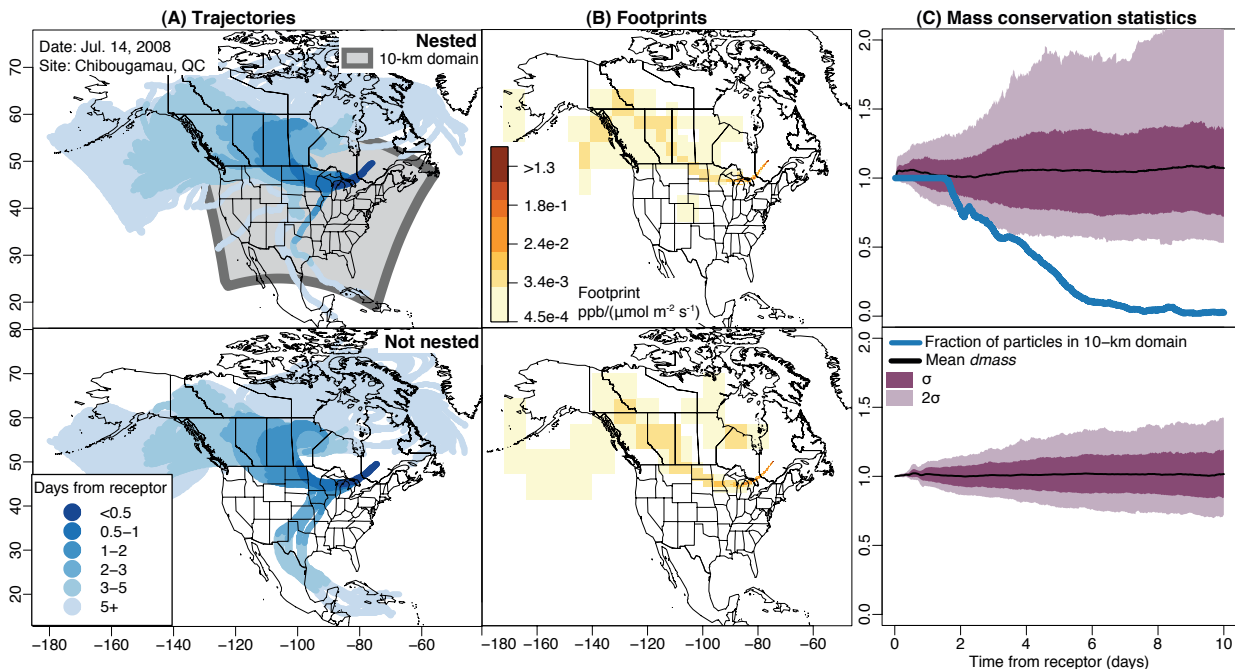 (A) Trajectories
(B) Footprints
(C) Mass conservation statistics
Date: Jul. 14, 2008
Site: Chibougamau, QC
Nested
10-km domain
70
60
50
40
30
20
>1.3
1.8e-1
2.4e-2
3.4e-3
4.5e-4
Footprint
ppb/(μmol m⁻² s⁻¹)
2.0
1.5
1.0
0.5
0.0
Not nested
80
70
60
50
40
30
20
Days from receptor
<0.5
0.5−1
1−2
2−3
3−5
5+
−180 −160 −140 −120 −100 −80 −60
−180 −160 −140 −120 −100 −80 −60
Fraction of particles in 10−km domain
Mean dmass
σ
2σ
2.0
1.5
1.0
0.5
0.0
0 2 4 6 8 10
Time from receptor (days)